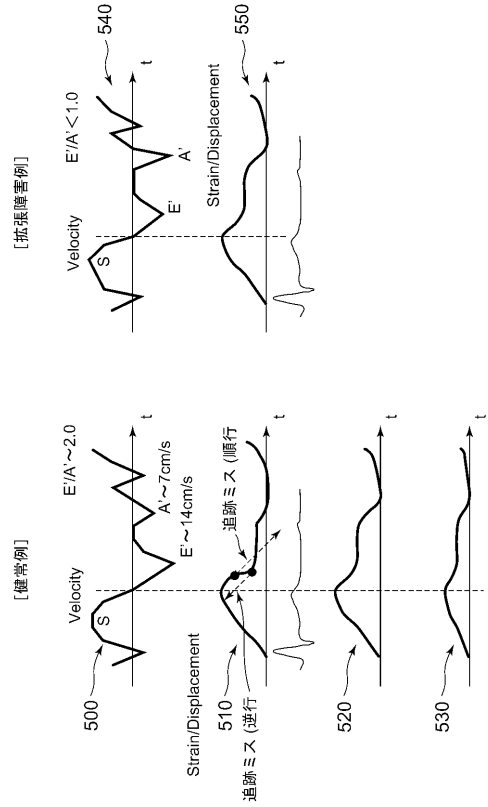 [健常例]
500
Velocity
S
E'/A'～2.0
t
A'～7cm/s
E'～14cm/s
Strain/Displacement
510
追跡ミス (逆行
追跡ミス (順行
t
520
t
530
t
[拡張障害例]
Velocity
S
E'/A'＜1.0
540
t
E'
A'
Strain/Displacement
550
t